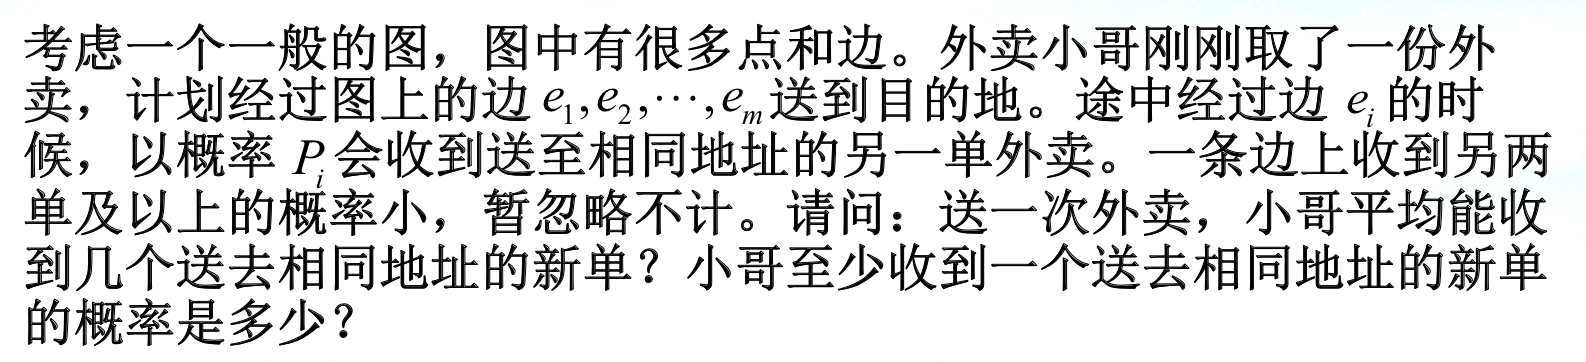 考虑一个一般的图，图中有很多点和边。外卖小哥刚刚取了一份外
卖，计划经过图上的边 e₁,e₂,⋯,eₘ送到目的地。途中经过边 eᵢ 的时
候，以概率 Pᵢ 会收到送至相同地址的另一单外卖。一条边上收到另两
单及以上的概率小，暂忽略不计。请问：送一次外卖，小哥平均能收
到几个送去相同地址的新单？小哥至少收到一个送去相同地址的新单
的概率是多少？